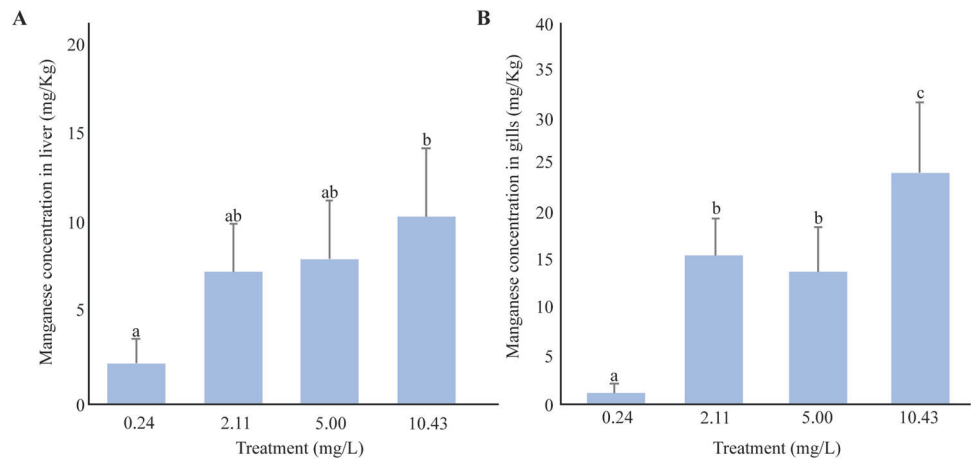 A
Manganese concentration in liver (mg/Kg)
20
15
10
5
0
a
ab
ab
b
0.24
2.11
5.00
10.43
Treatment (mg/L)
B
Manganese concentration in gills (mg/Kg)
40
35
30
25
20
15
10
5
0
a
b
b
c
0.24
2.11
5.00
10.43
Treatment (mg/L)